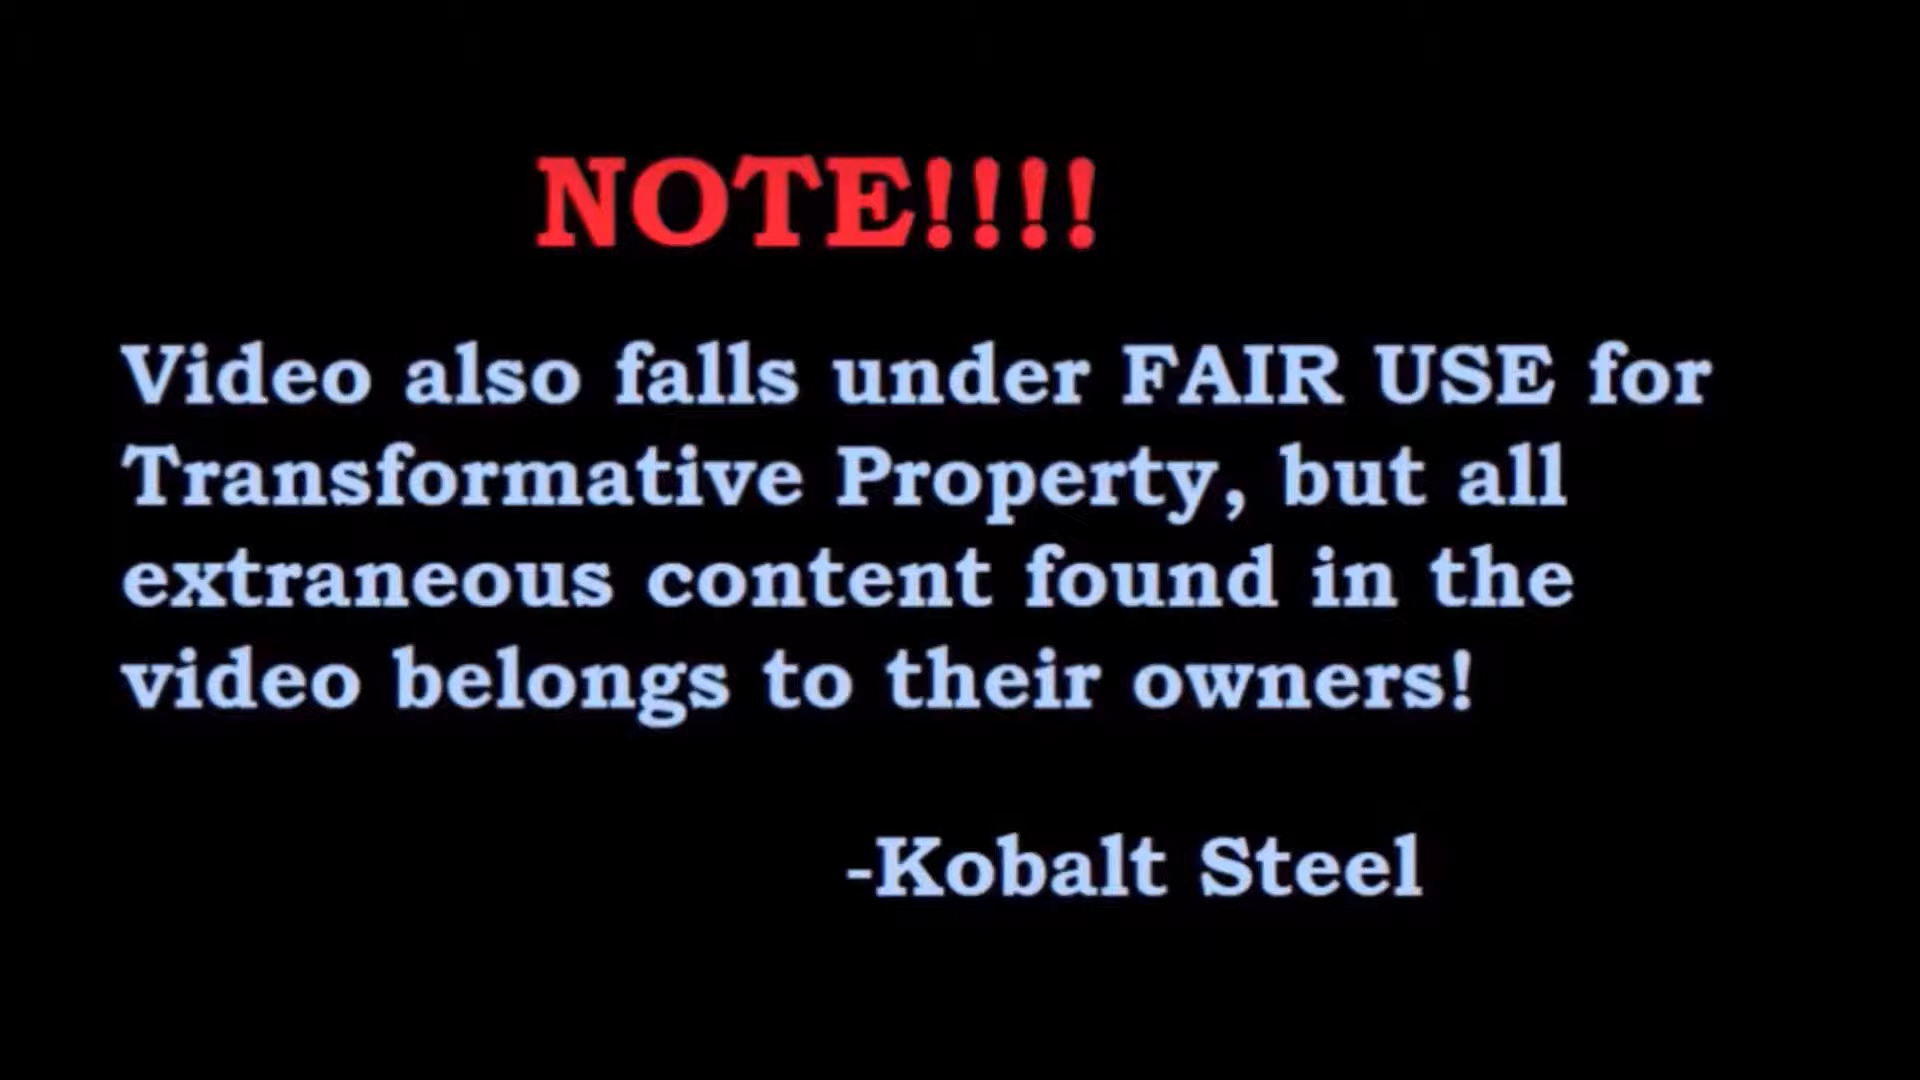 NOTE!!!!
Video also falls under FAIR USE for
Transformative Property, but all
extraneous content found in the
video belongs to their owners!
-Kobalt Steel